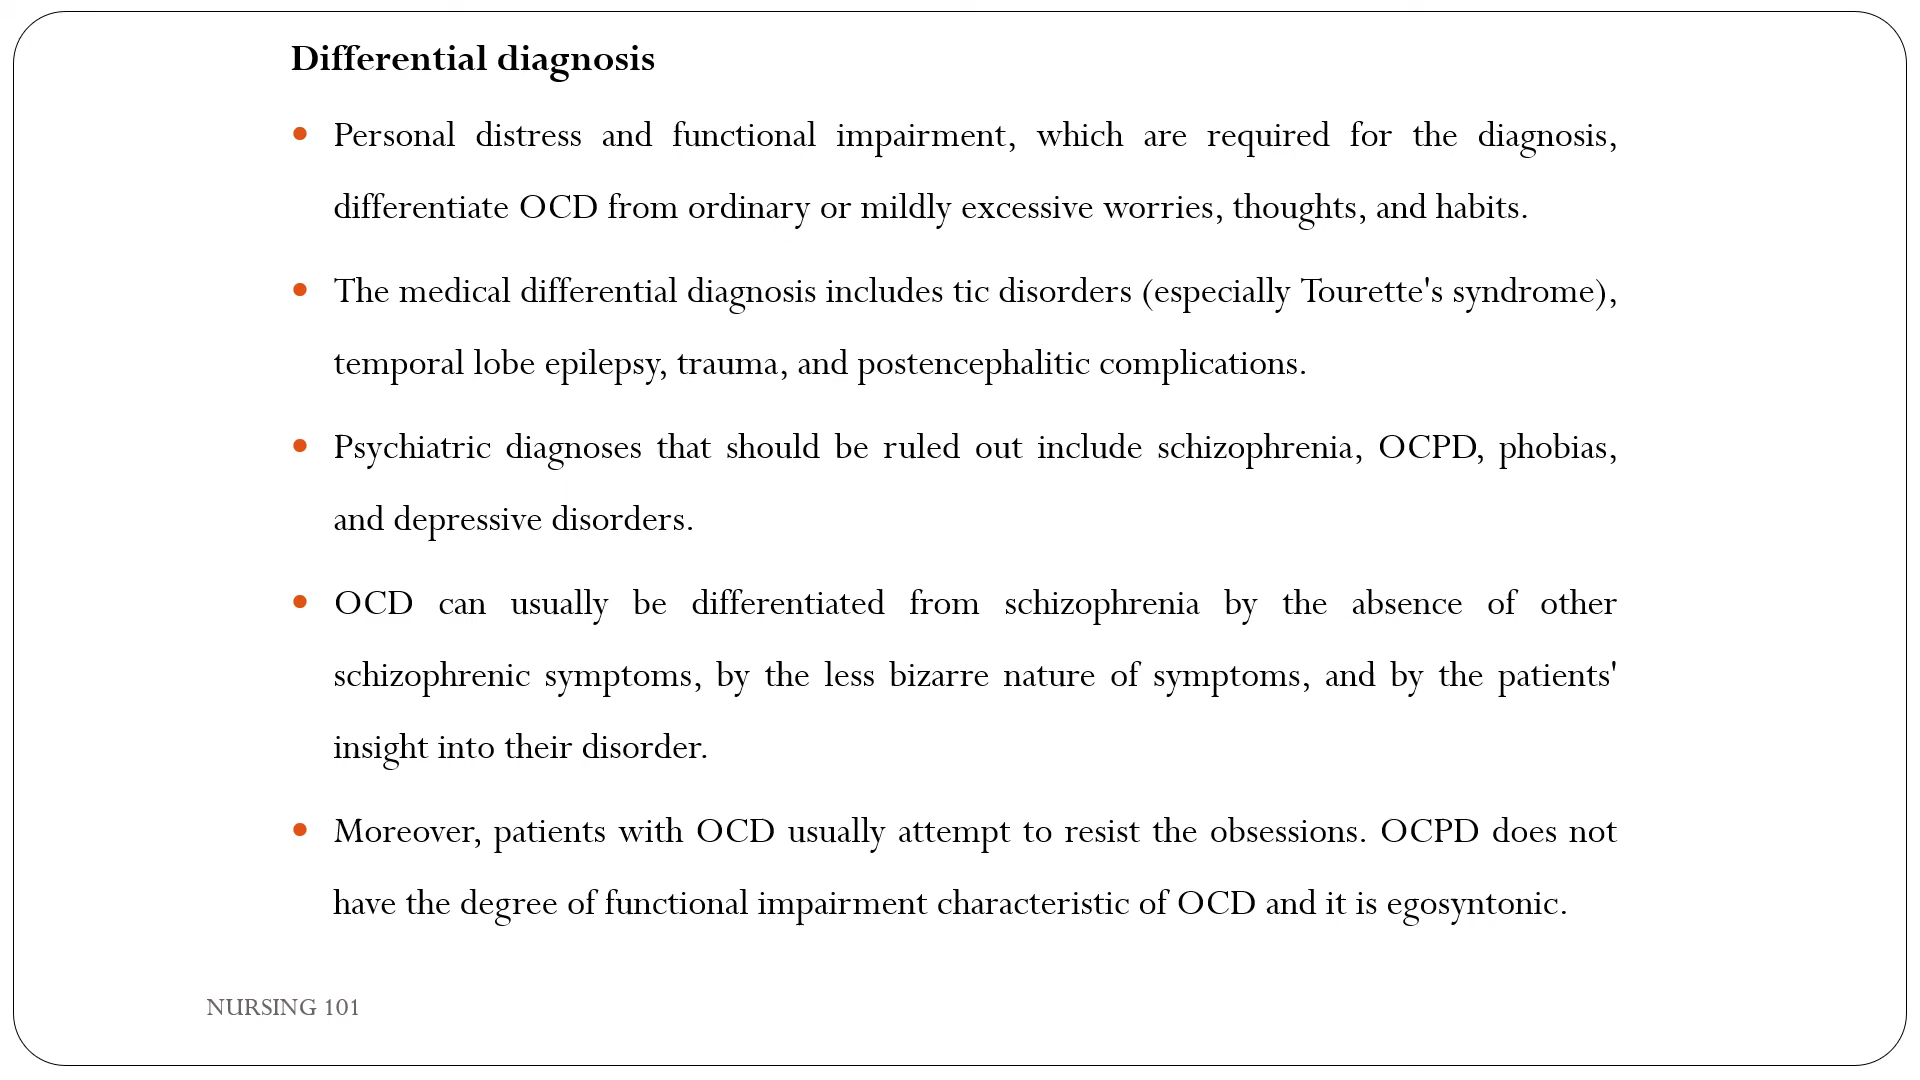 Differential diagnosis
• Personal distress and functional impairment, which are required for the diagnosis,
differentiate OCD from ordinary or mildly excessive worries, thoughts, and habits.
• The medical differential diagnosis includes tic disorders (especially Tourette's syndrome),
temporal lobe epilepsy, trauma, and postencephalitic complications.
• Psychiatric diagnoses that should be ruled out include schizophrenia, OCPD, phobias,
and depressive disorders.
• OCD can usually be differentiated from schizophrenia by the absence of other
schizophrenic symptoms, by the less bizarre nature of symptoms, and by the patients'
insight into their disorder.
• Moreover, patients with OCD usually attempt to resist the obsessions. OCPD does not
have the degree of functional impairment characteristic of OCD and it is egosyntonic.
NURSING 101